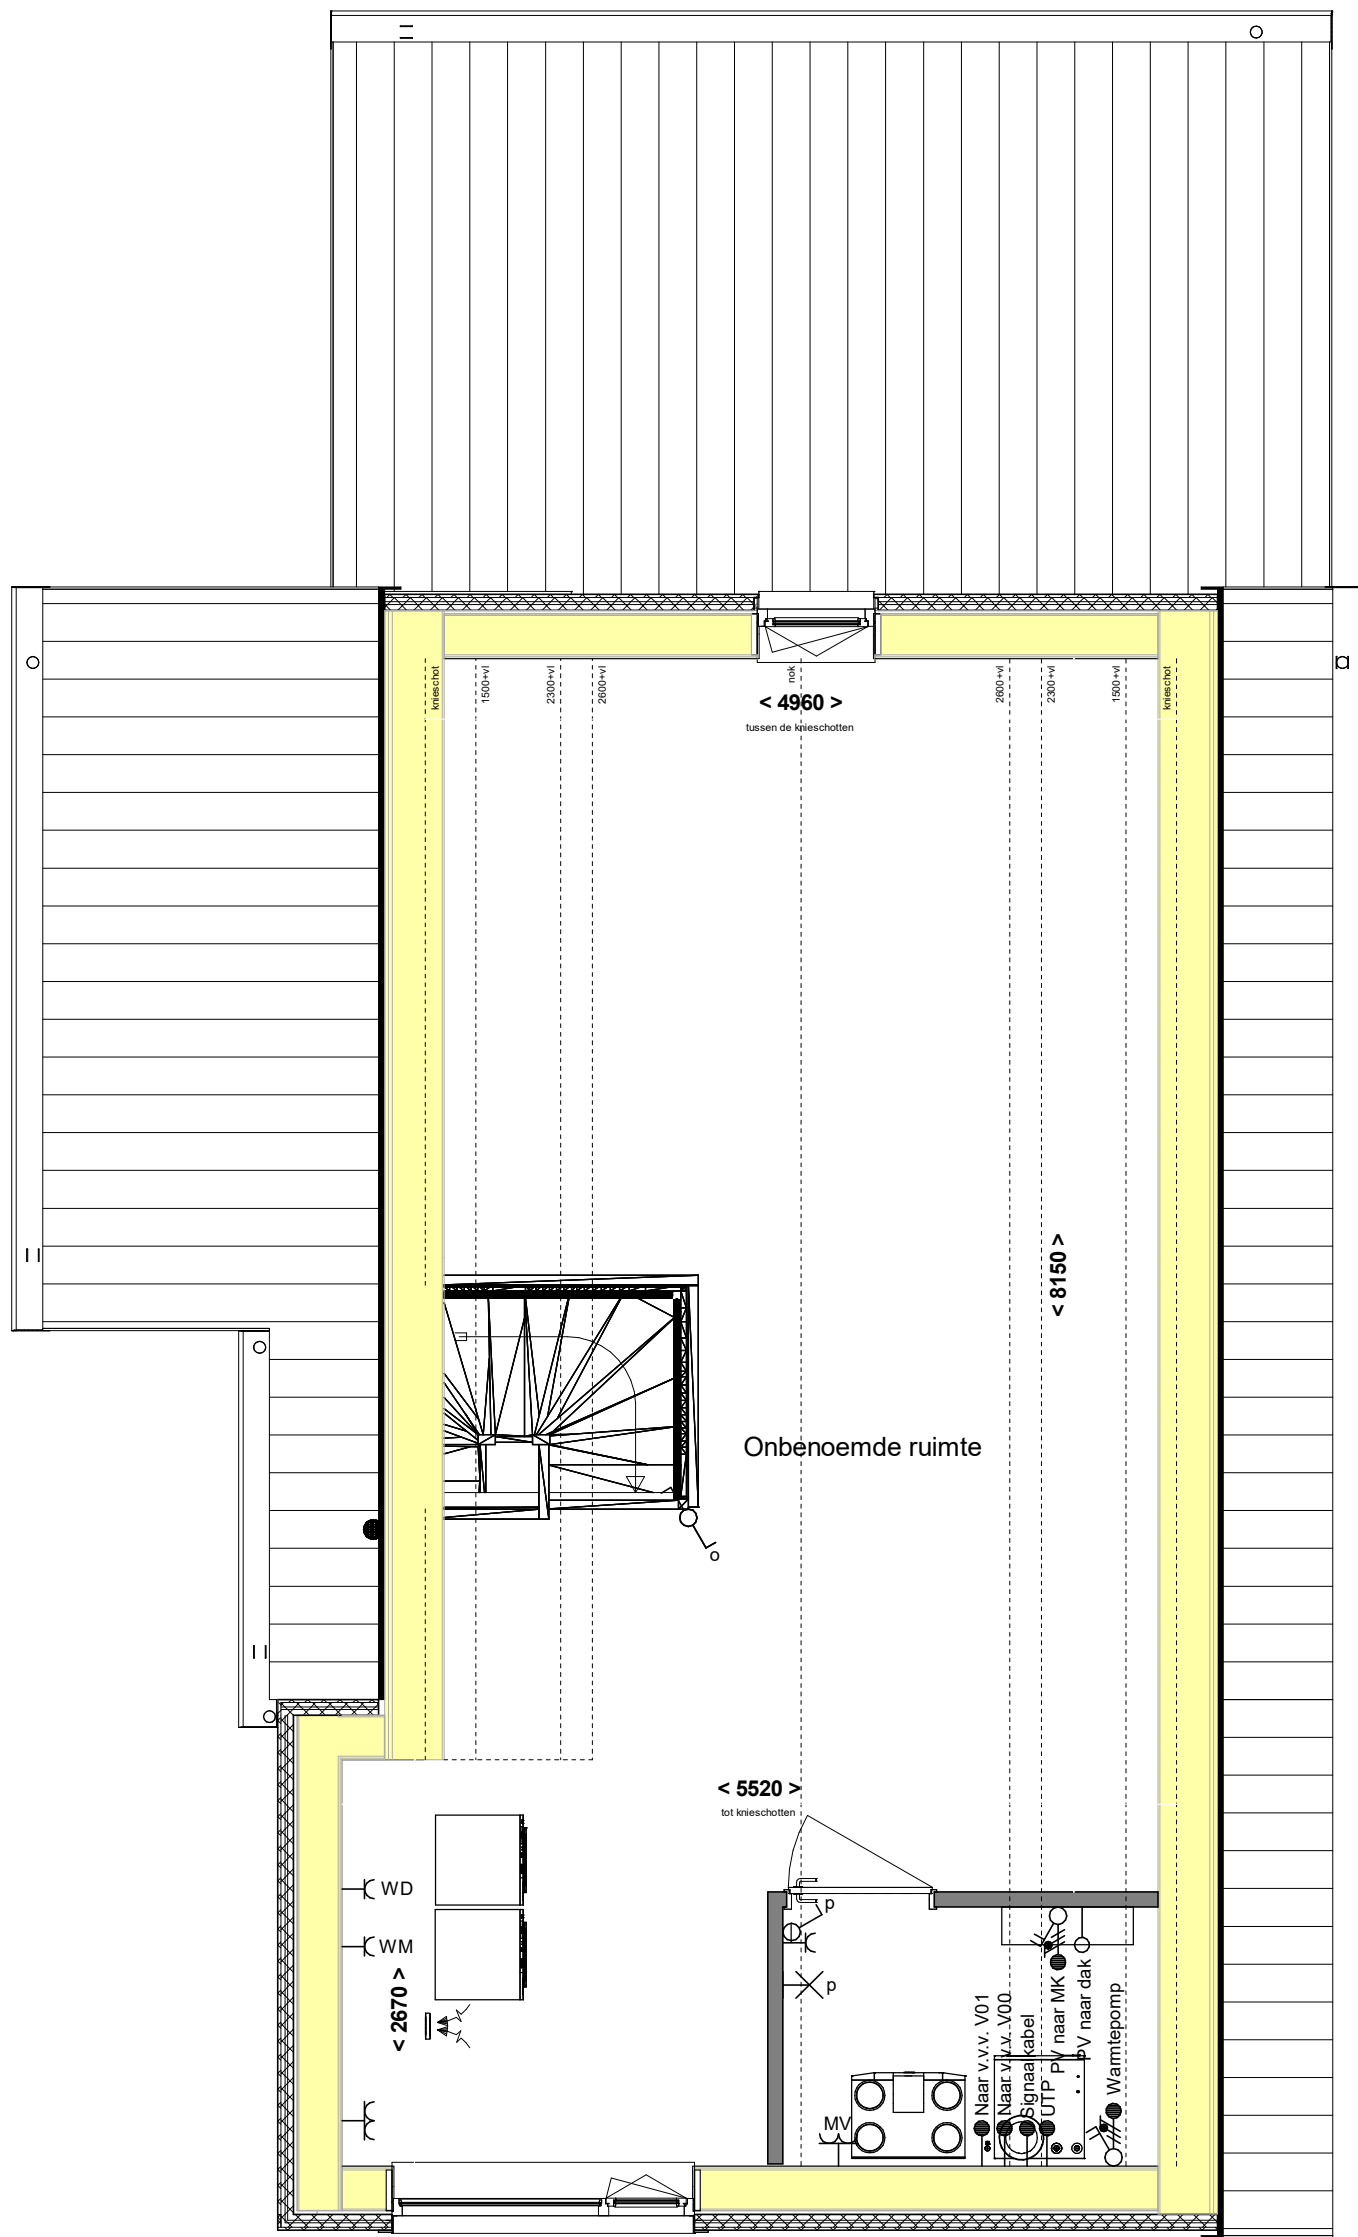 knieschot
1500+vl
2300+vl
2600+vl
nok
2600+vl
2300+vl
1500+vl
knieschot
< 4960 >
tussen de knieschotten
< 8150 >
Onbenoemde ruimte
o
< 5520 >
tot knieschotten
WD
WM
< 2670 >
p
p
MV
Naar v.v.v. V01
Naar v.v.v. V00
Signaalkabel
UTP
PV naar MK
PV naar dak
Warmtepomp